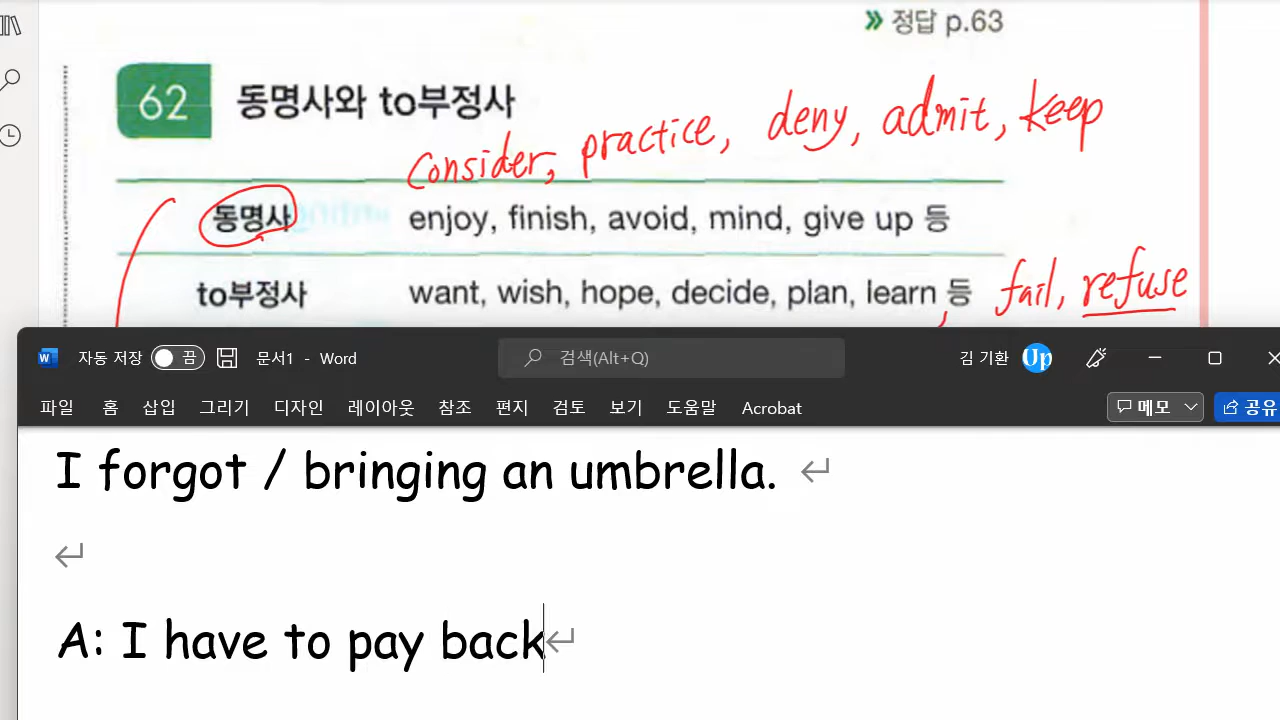 정답 p.63
62 동명사와 to부정사
consider, practice, deny, admit, keep
동명사 enjoy, finish, avoid, mind, give up 등
to부정사 want, wish, hope, decide, plan, learn 등, fail, refuse
자동 저장 끔 문서1 - Word 검색(Alt+Q) 김 기환 Up
파일 홈 삽입 그리기 디자인 레이아웃 참조 편지 검토 보기 도움말 Acrobat 메모 공유
I forgot / bringing an umbrella.
A: I have to pay back